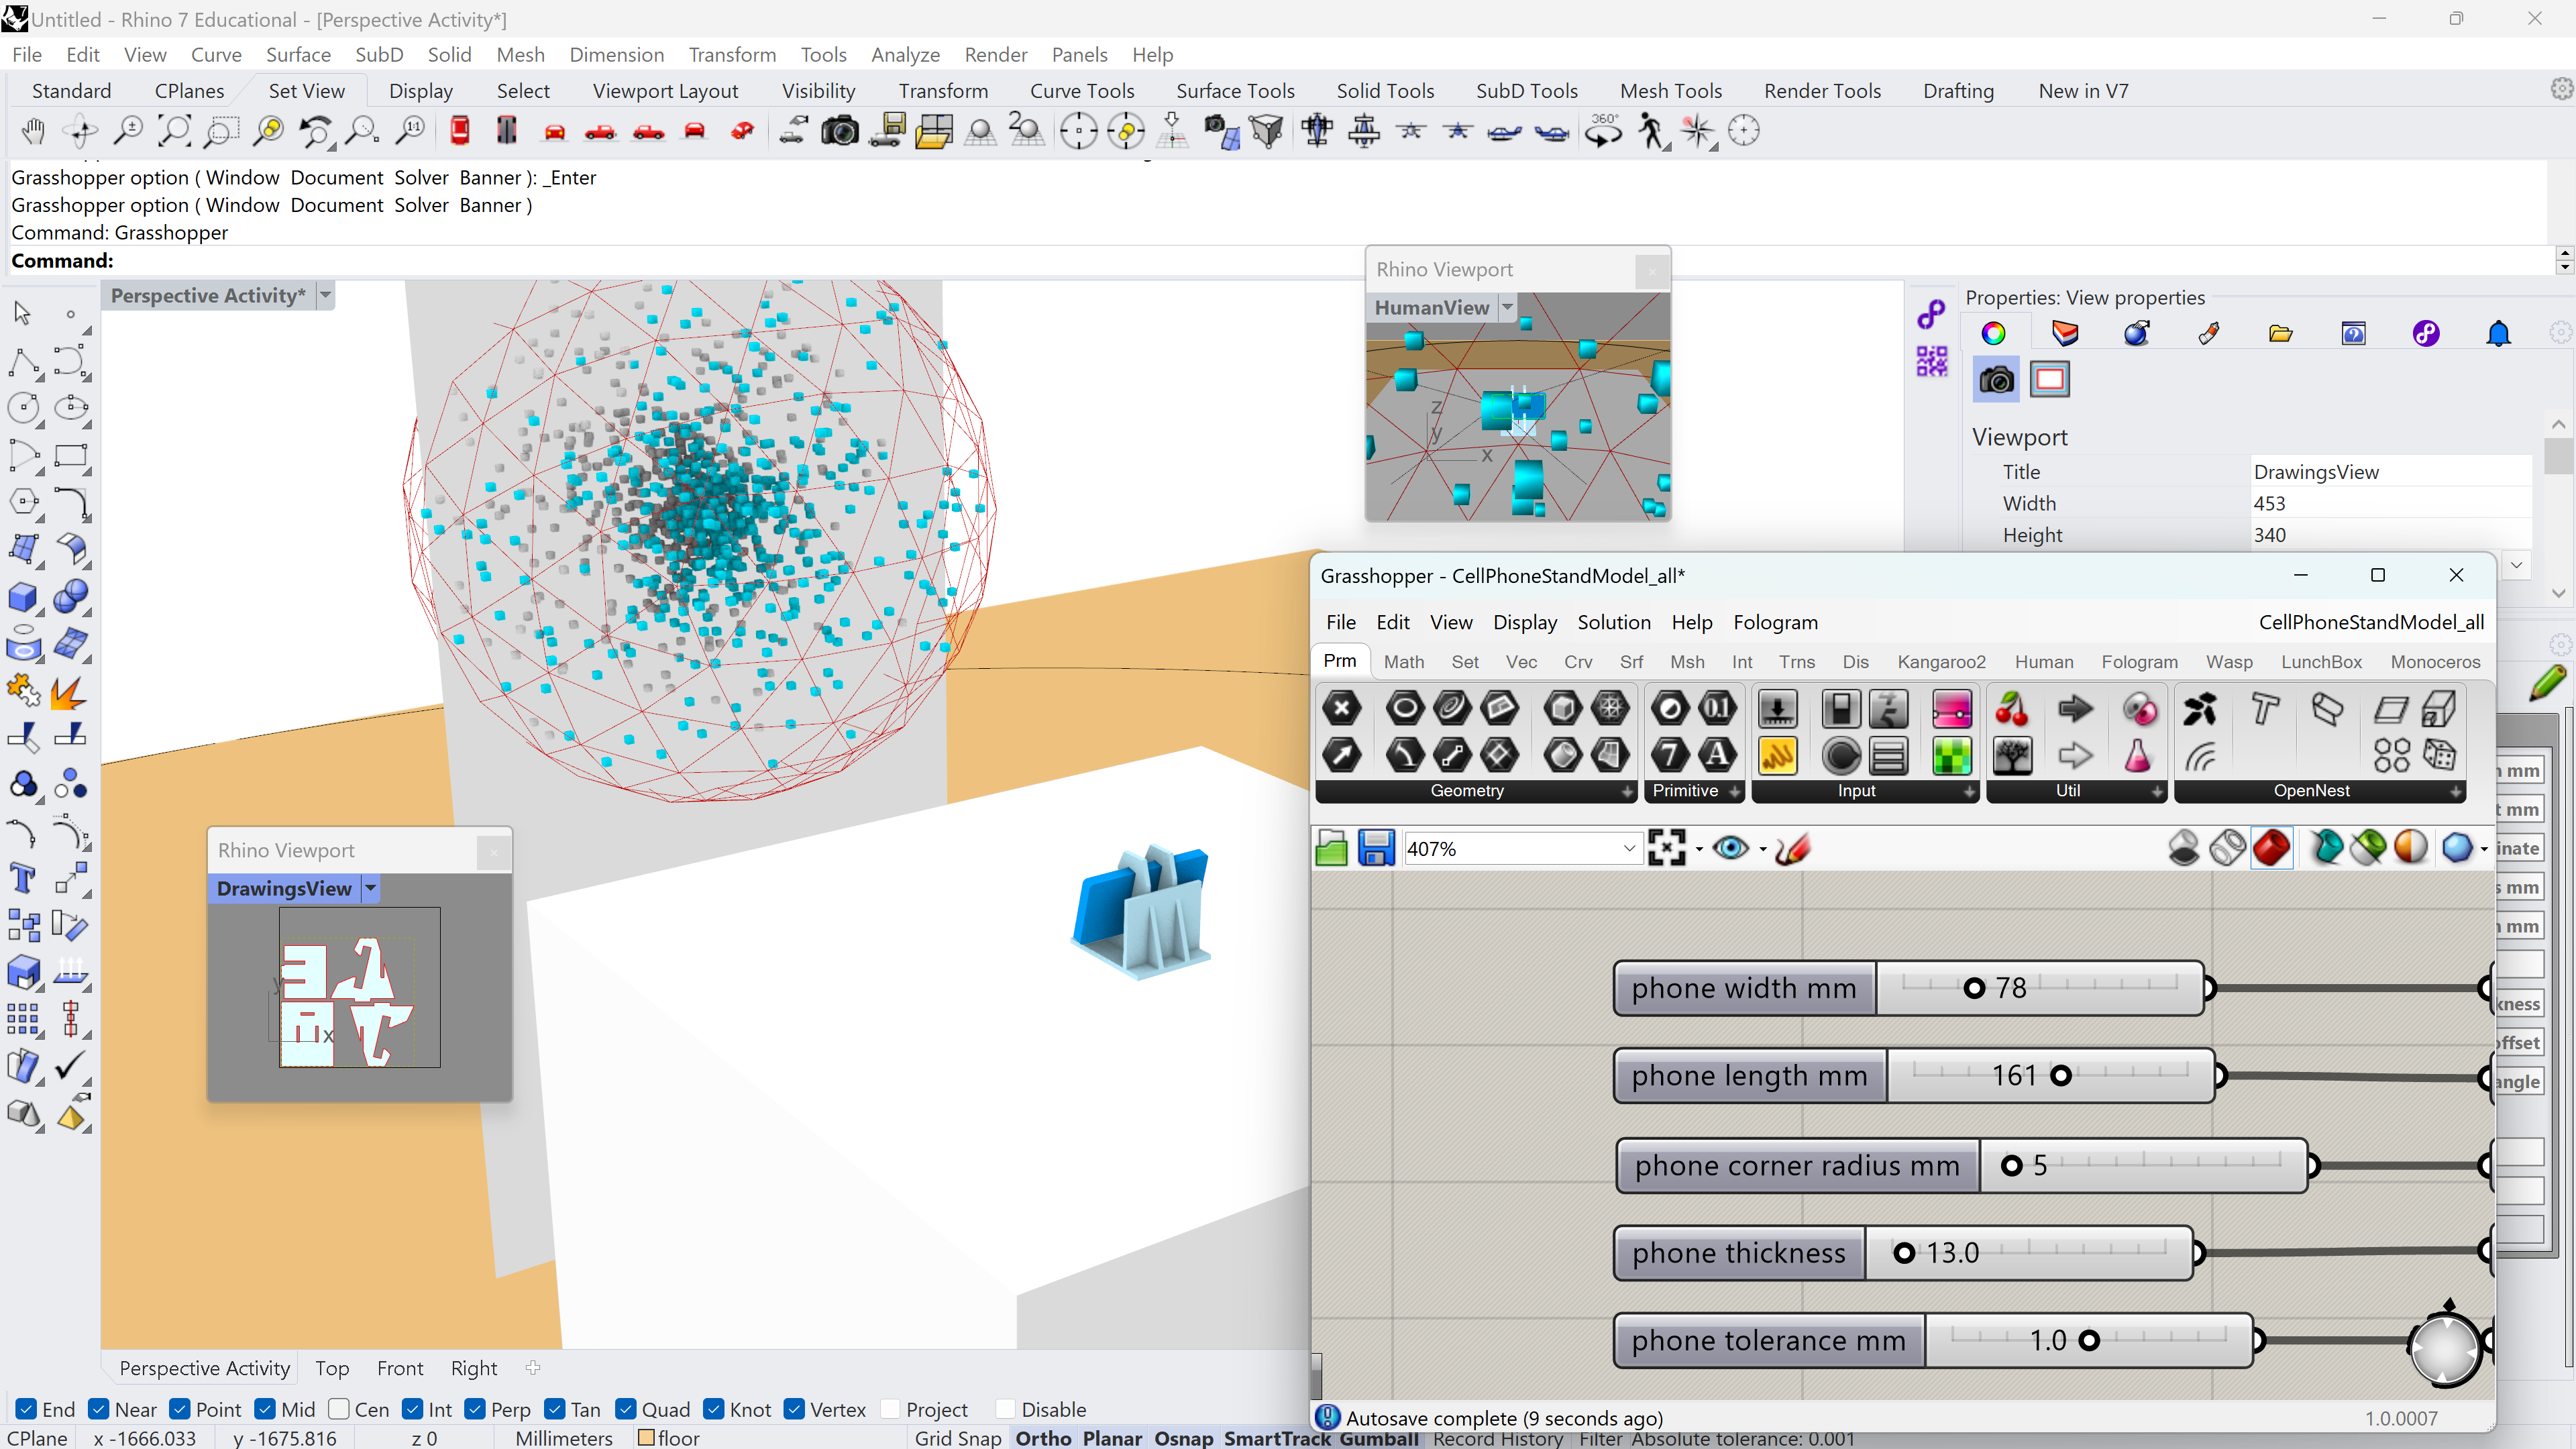 Untitled - Rhino 7 Educational - [Perspective Activity*]
File Edit View Curve Surface SubD Solid Mesh Dimension Transform Tools Analyze Render Panels Help
Standard CPlanes Set View Display Select Viewport Layout Visibility Transform Curve Tools Surface Tools Solid Tools SubD Tools Mesh Tools Render Tools Drafting New in V7
Grasshopper option ( Window Document Solver Banner ): _Enter
Grasshopper option ( Window Document Solver Banner )
Command: Grasshopper
Command:
Perspective Activity*
Rhino Viewport
HumanView
z
y
x
Properties: View properties
Viewport
Title DrawingsView
Width 453
Height 340
Grasshopper - CellPhoneStandModel_all*
File Edit View Display Solution Help Fologram CellPhoneStandModel_all
Prm Math Set Vec Crv Srf Msh Int Trns Dis Kangaroo2 Human Fologram Wasp LunchBox Monoceros
Geometry Primitive Input Util OpenNest
407%
Rhino Viewport
DrawingsView
y
x
phone width mm 78
phone length mm 161
phone corner radius mm 5
phone thickness 13.0
phone tolerance mm 1.0
mm
mm
inate
s mm
mm
kness
offset
angle
Autosave complete (9 seconds ago) 1.0.0007
Perspective Activity Top Front Right
End Near Point Mid Cen Int Perp Tan Quad Knot Vertex Project Disable
CPlane x -1666.033 y -1675.816 z 0 Millimeters floor Grid Snap Ortho Planar Osnap SmartTrack Gumball Record History Filter Absolute tolerance: 0.001